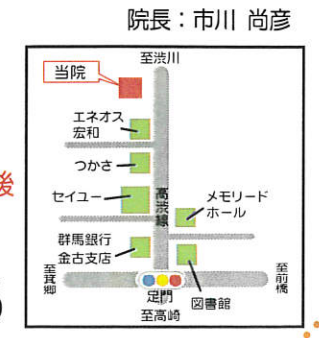 院長：市川 尚彦
至渋川
当院
エネオス
宏和
つかさ
セイユー
高渋線
メモリード
ホール
後
群馬銀行
金古支店
至箕郷
足門
至高崎
図書館
至前橋
)